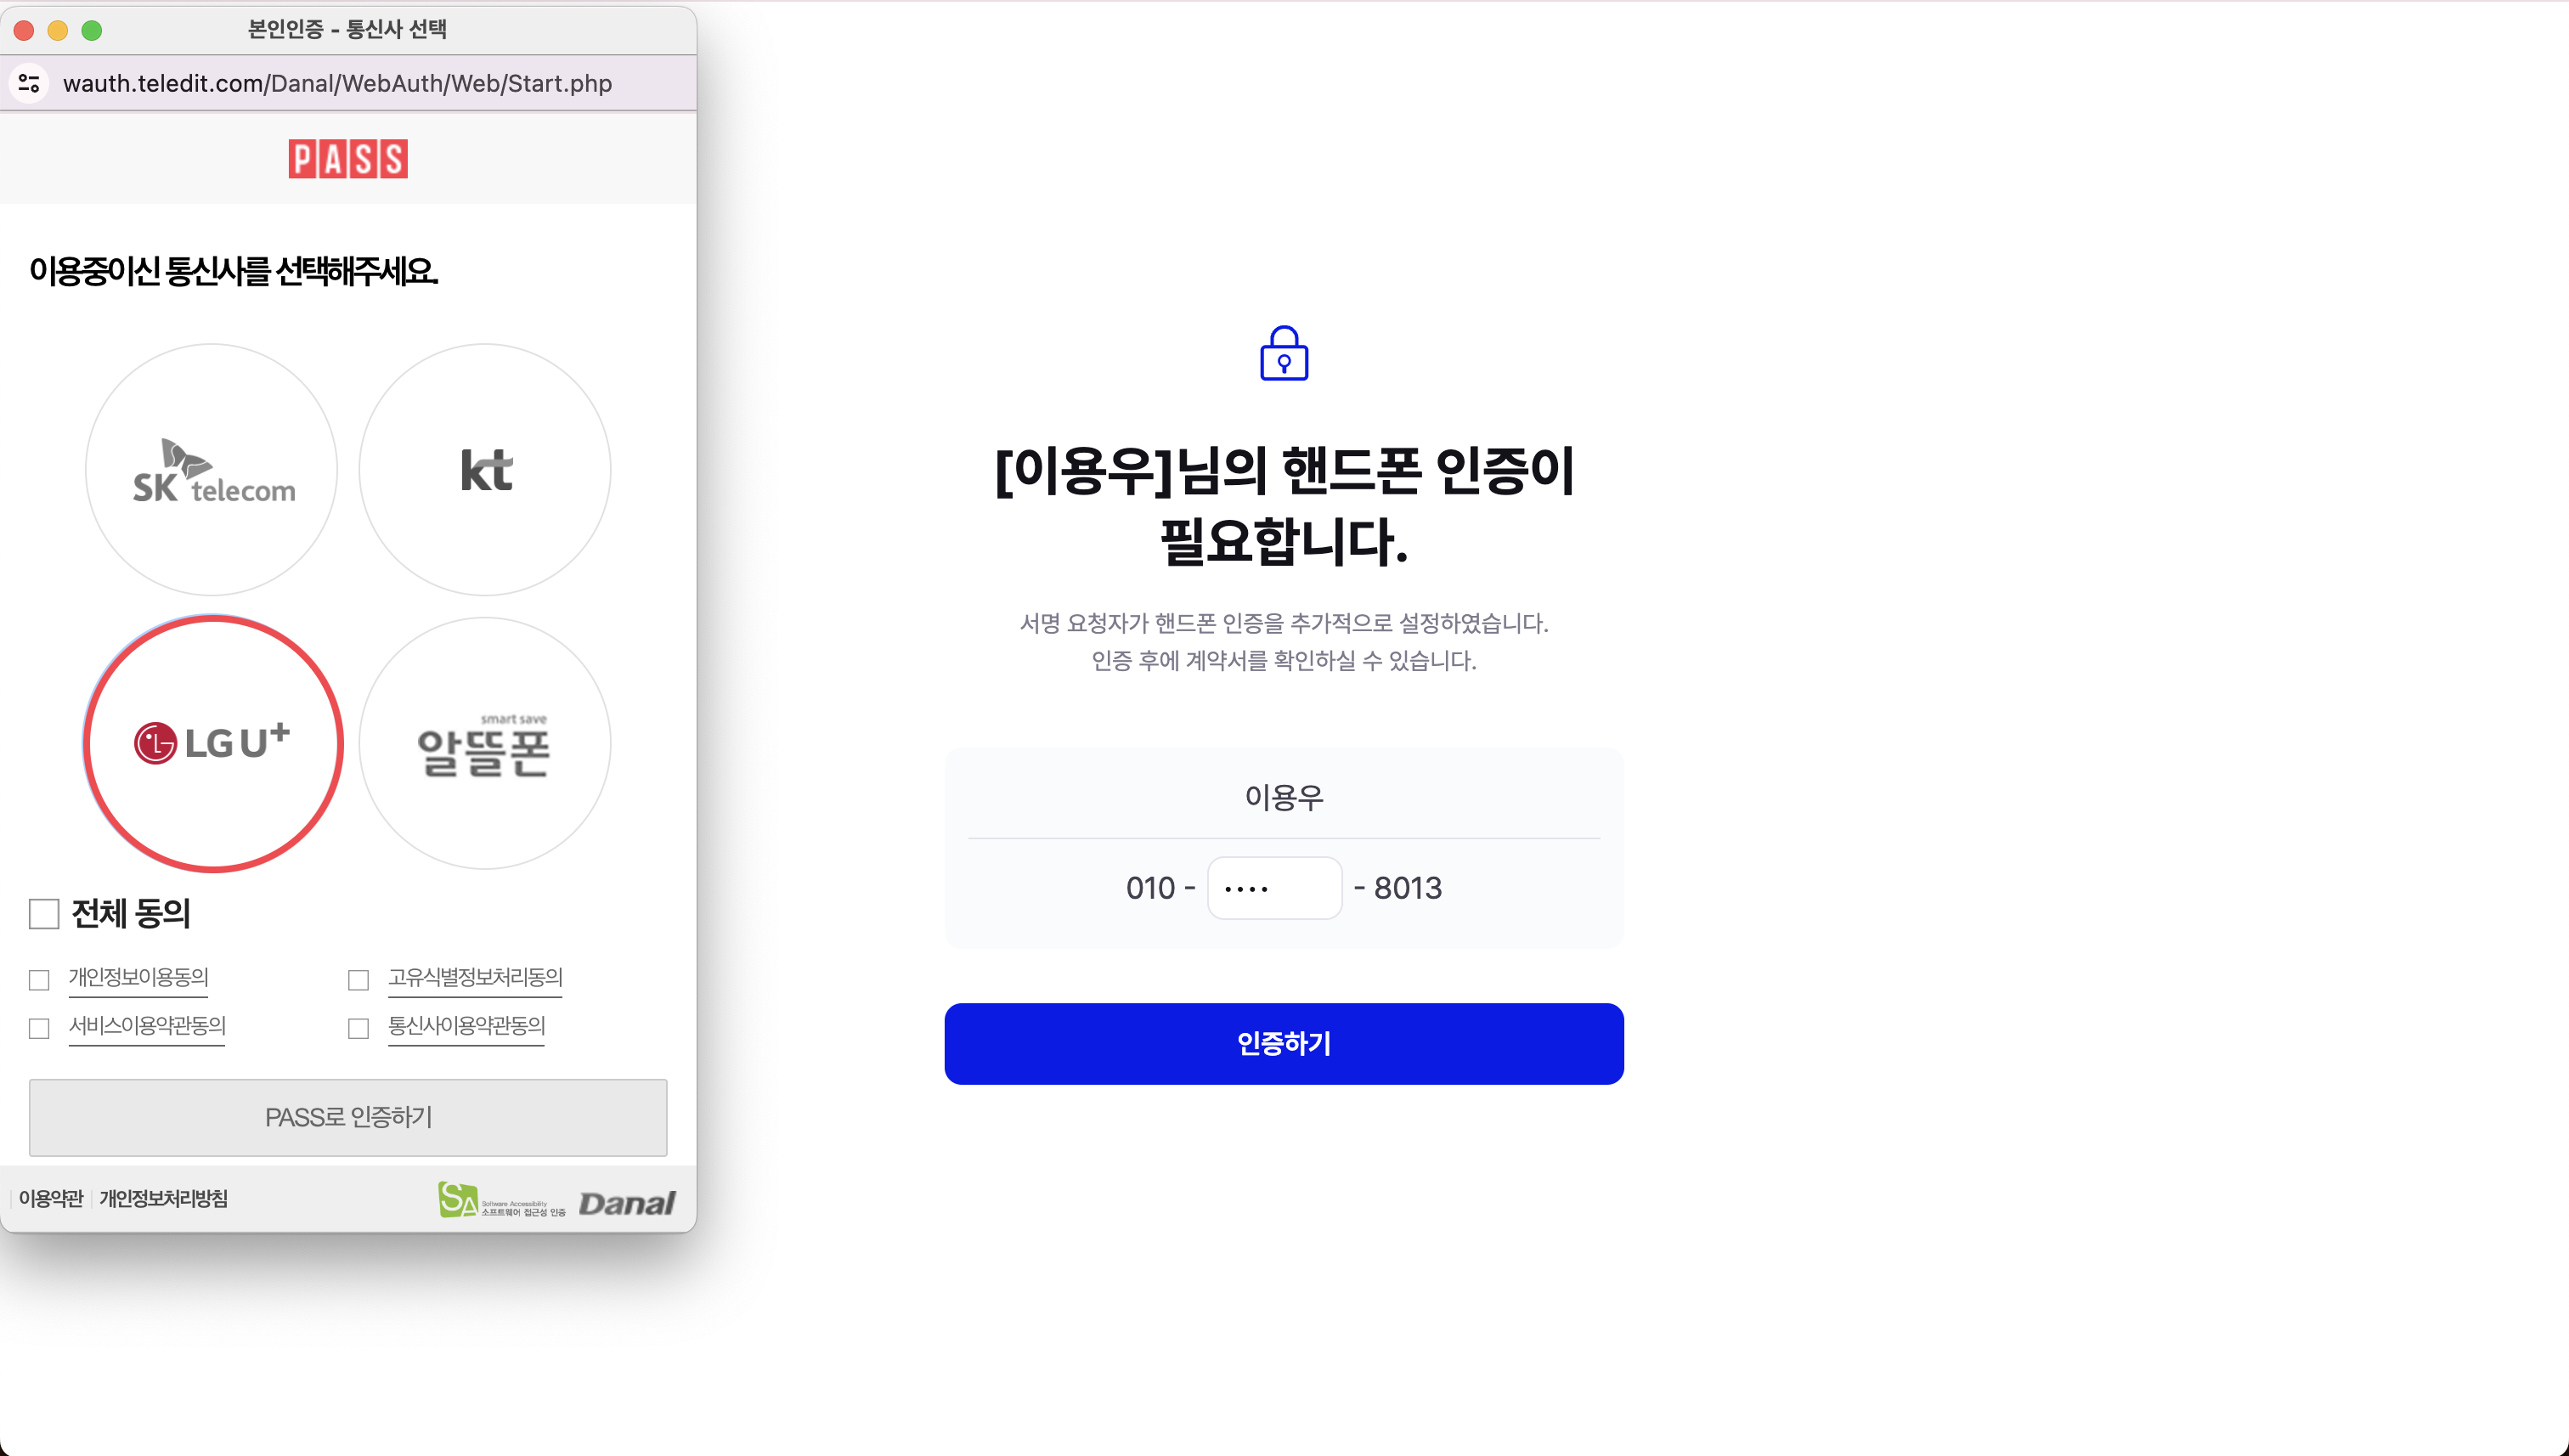 본인인증 - 통신사 선택
wauth.teledit.com/Danal/WebAuth/Web/Start.php
PASS
이용중이신 통신사를 선택해주세요.
SK telecom
kt
LG U+
smart save
알뜰폰
전체 동의
개인정보이용동의
고유식별정보처리동의
서비스이용약관동의
통신사이용약관동의
PASS로 인증하기
이용약관
개인정보처리방침
SA
Software Accessibility
소프트웨어 접근성 인증
Danal
[이용우]님의 핸드폰 인증이
필요합니다.
서명 요청자가 핸드폰 인증을 추가적으로 설정하였습니다.
인증 후에 계약서를 확인하실 수 있습니다.
이용우
010 - •••• - 8013
인증하기